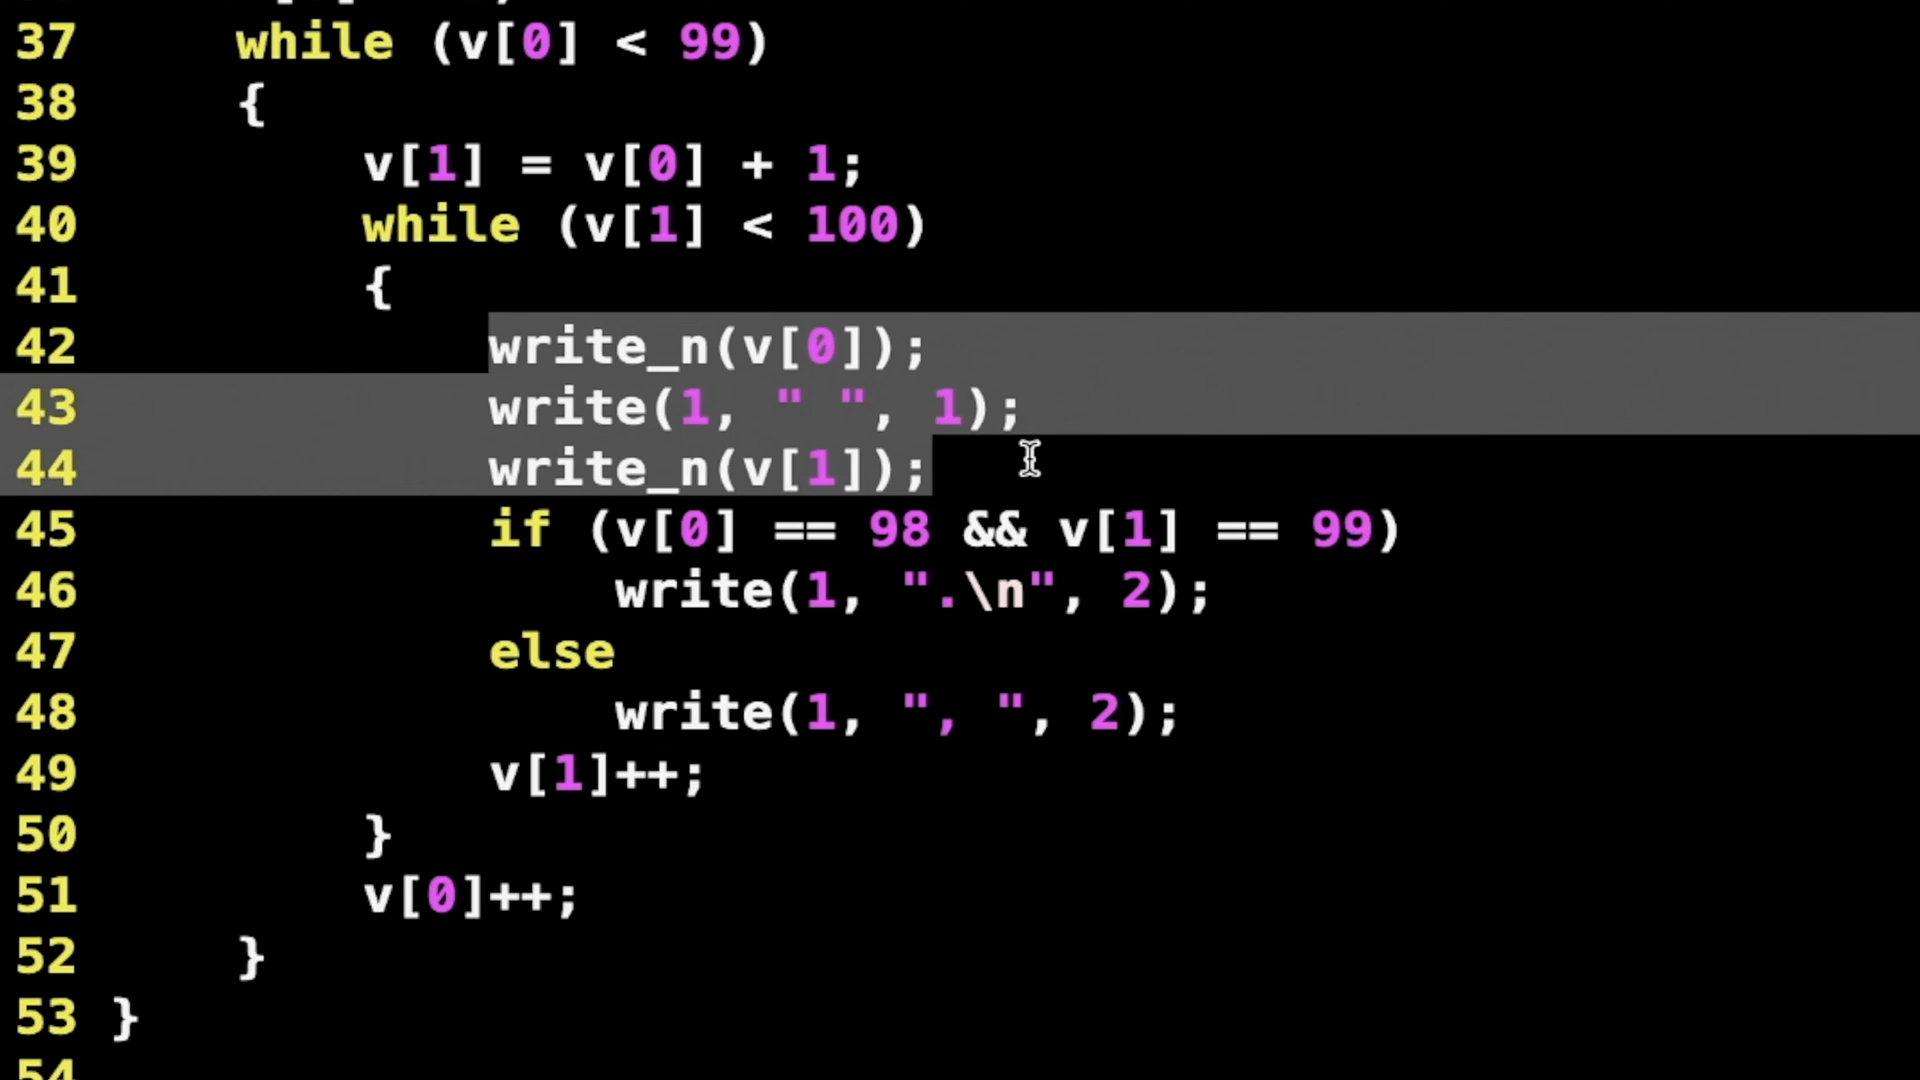 37 while (v[0] < 99)
38 {
39 v[1] = v[0] + 1;
40 while (v[1] < 100)
41 {
42 write_n(v[0]);
43 write(1, " ", 1);
44 write_n(v[1]);
45 if (v[0] == 98 && v[1] == 99)
46 write(1, ".\n", 2);
47 else
48 write(1, ", ", 2);
49 v[1]++;
50 }
51 v[0]++;
52 }
53 }
54